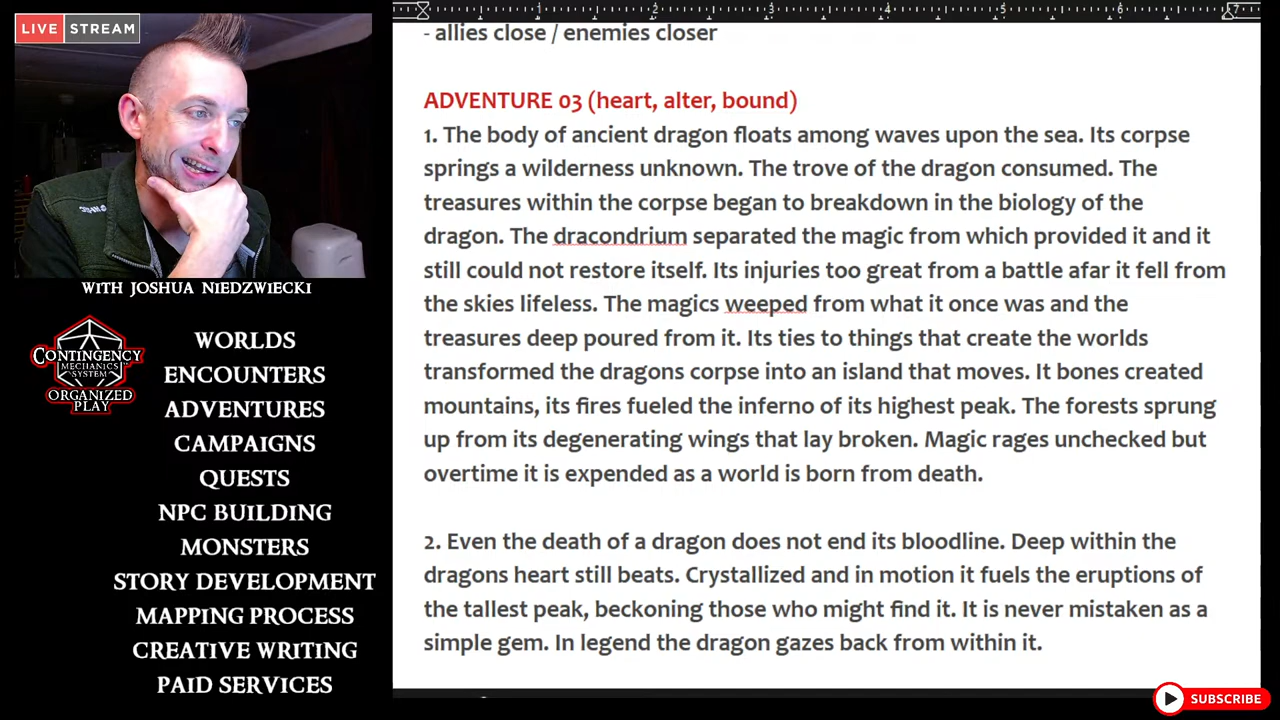 LIVE STREAM
WITH JOSHUA NIEDZWIECKI
CONTINGENCY
MECHANICS
SYSTEM
ORGANIZED
PLAY
WORLDS
ENCOUNTERS
ADVENTURES
CAMPAIGNS
QUESTS
NPC BUILDING
MONSTERS
STORY DEVELOPMENT
MAPPING PROCESS
CREATIVE WRITING
PAID SERVICES
1 2 3 4 5 6 7
- allies close / enemies closer
ADVENTURE 03 (heart, alter, bound)
1. The body of ancient dragon floats among waves upon the sea. Its corpse
springs a wilderness unknown. The trove of the dragon consumed. The
treasures within the corpse began to breakdown in the biology of the
dragon. The dracondrium separated the magic from which provided it and it
still could not restore itself. Its injuries too great from a battle afar it fell from
the skies lifeless. The magics weeped from what it once was and the
treasures deep poured from it. Its ties to things that create the worlds
transformed the dragons corpse into an island that moves. It bones created
mountains, its fires fueled the inferno of its highest peak. The forests sprung
up from its degenerating wings that lay broken. Magic rages unchecked but
overtime it is expended as a world is born from death.
2. Even the death of a dragon does not end its bloodline. Deep within the
dragons heart still beats. Crystallized and in motion it fuels the eruptions of
the tallest peak, beckoning those who might find it. It is never mistaken as a
simple gem. In legend the dragon gazes back from within it.
SUBSCRIBE